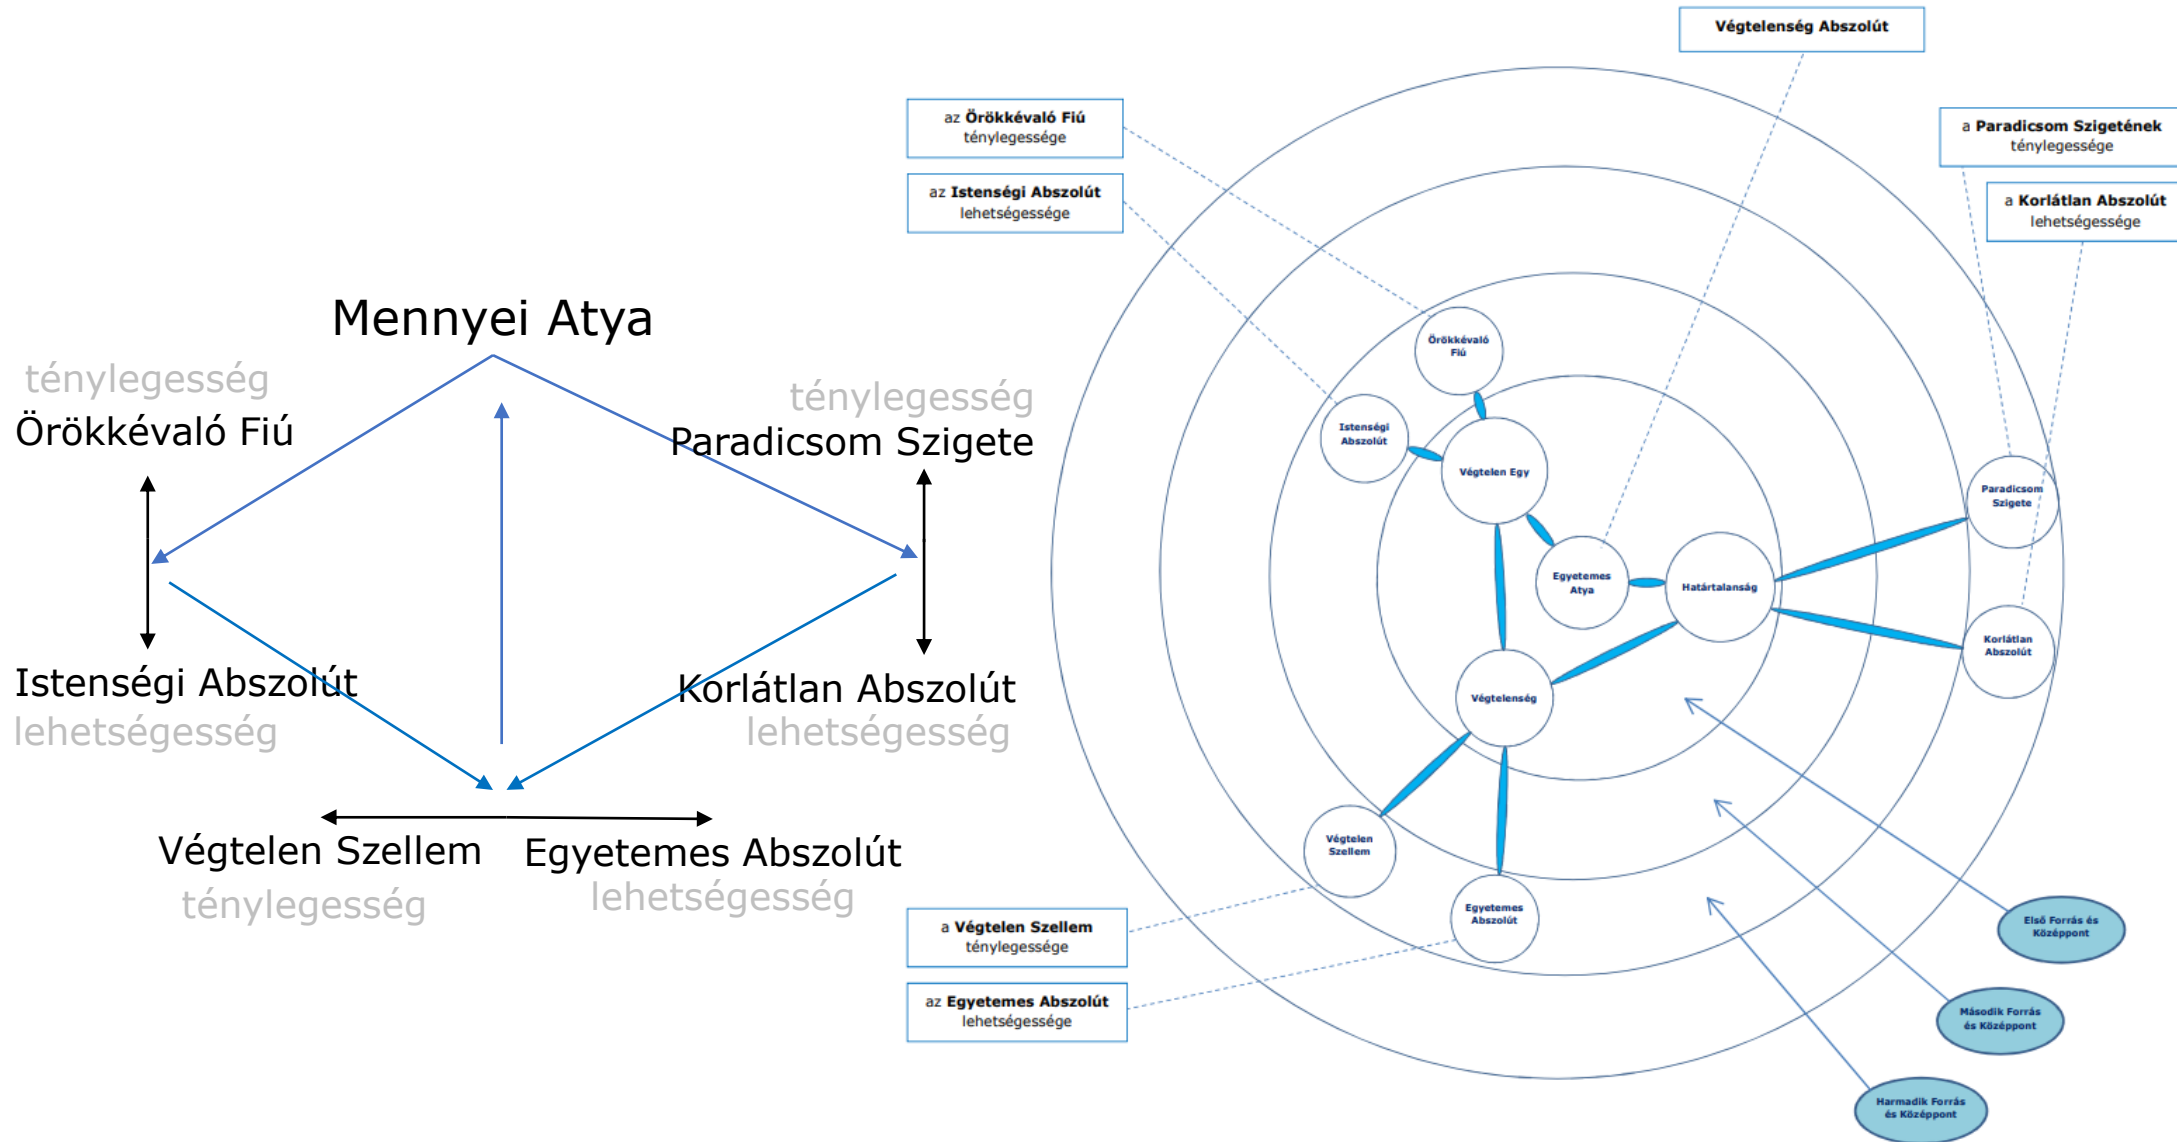 Mennyei Atya
ténylegesség
Örökkévaló Fiú
ténylegesség
Paradicsom Szigete
Istenségi Abszolút
lehetségesség
Korlátlan Abszolút
lehetségesség
Végtelen Szellem
ténylegesség
Egyetemes Abszolút
lehetségesség
Végtelenség Abszolút
az Örökkévaló Fiú
ténylegessége
az Istenségi Abszolút
lehetségessége
a Paradicsom Szigetének
ténylegessége
a Korlátlan Abszolút
lehetségessége
Örökkévaló
Fiú
Istenségi
Abszolút
Végtelen Egy
Egyetemes
Atya
Határtalanság
Paradicsom
Szigete
Korlátlan
Abszolút
Végtelenség
Végtelen
Szellem
Egyetemes
Abszolút
a Végtelen Szellem
ténylegessége
az Egyetemes Abszolút
lehetségessége
Első Forrás és
Középpont
Második Forrás
és Középpont
Harmadik Forrás
és Középpont